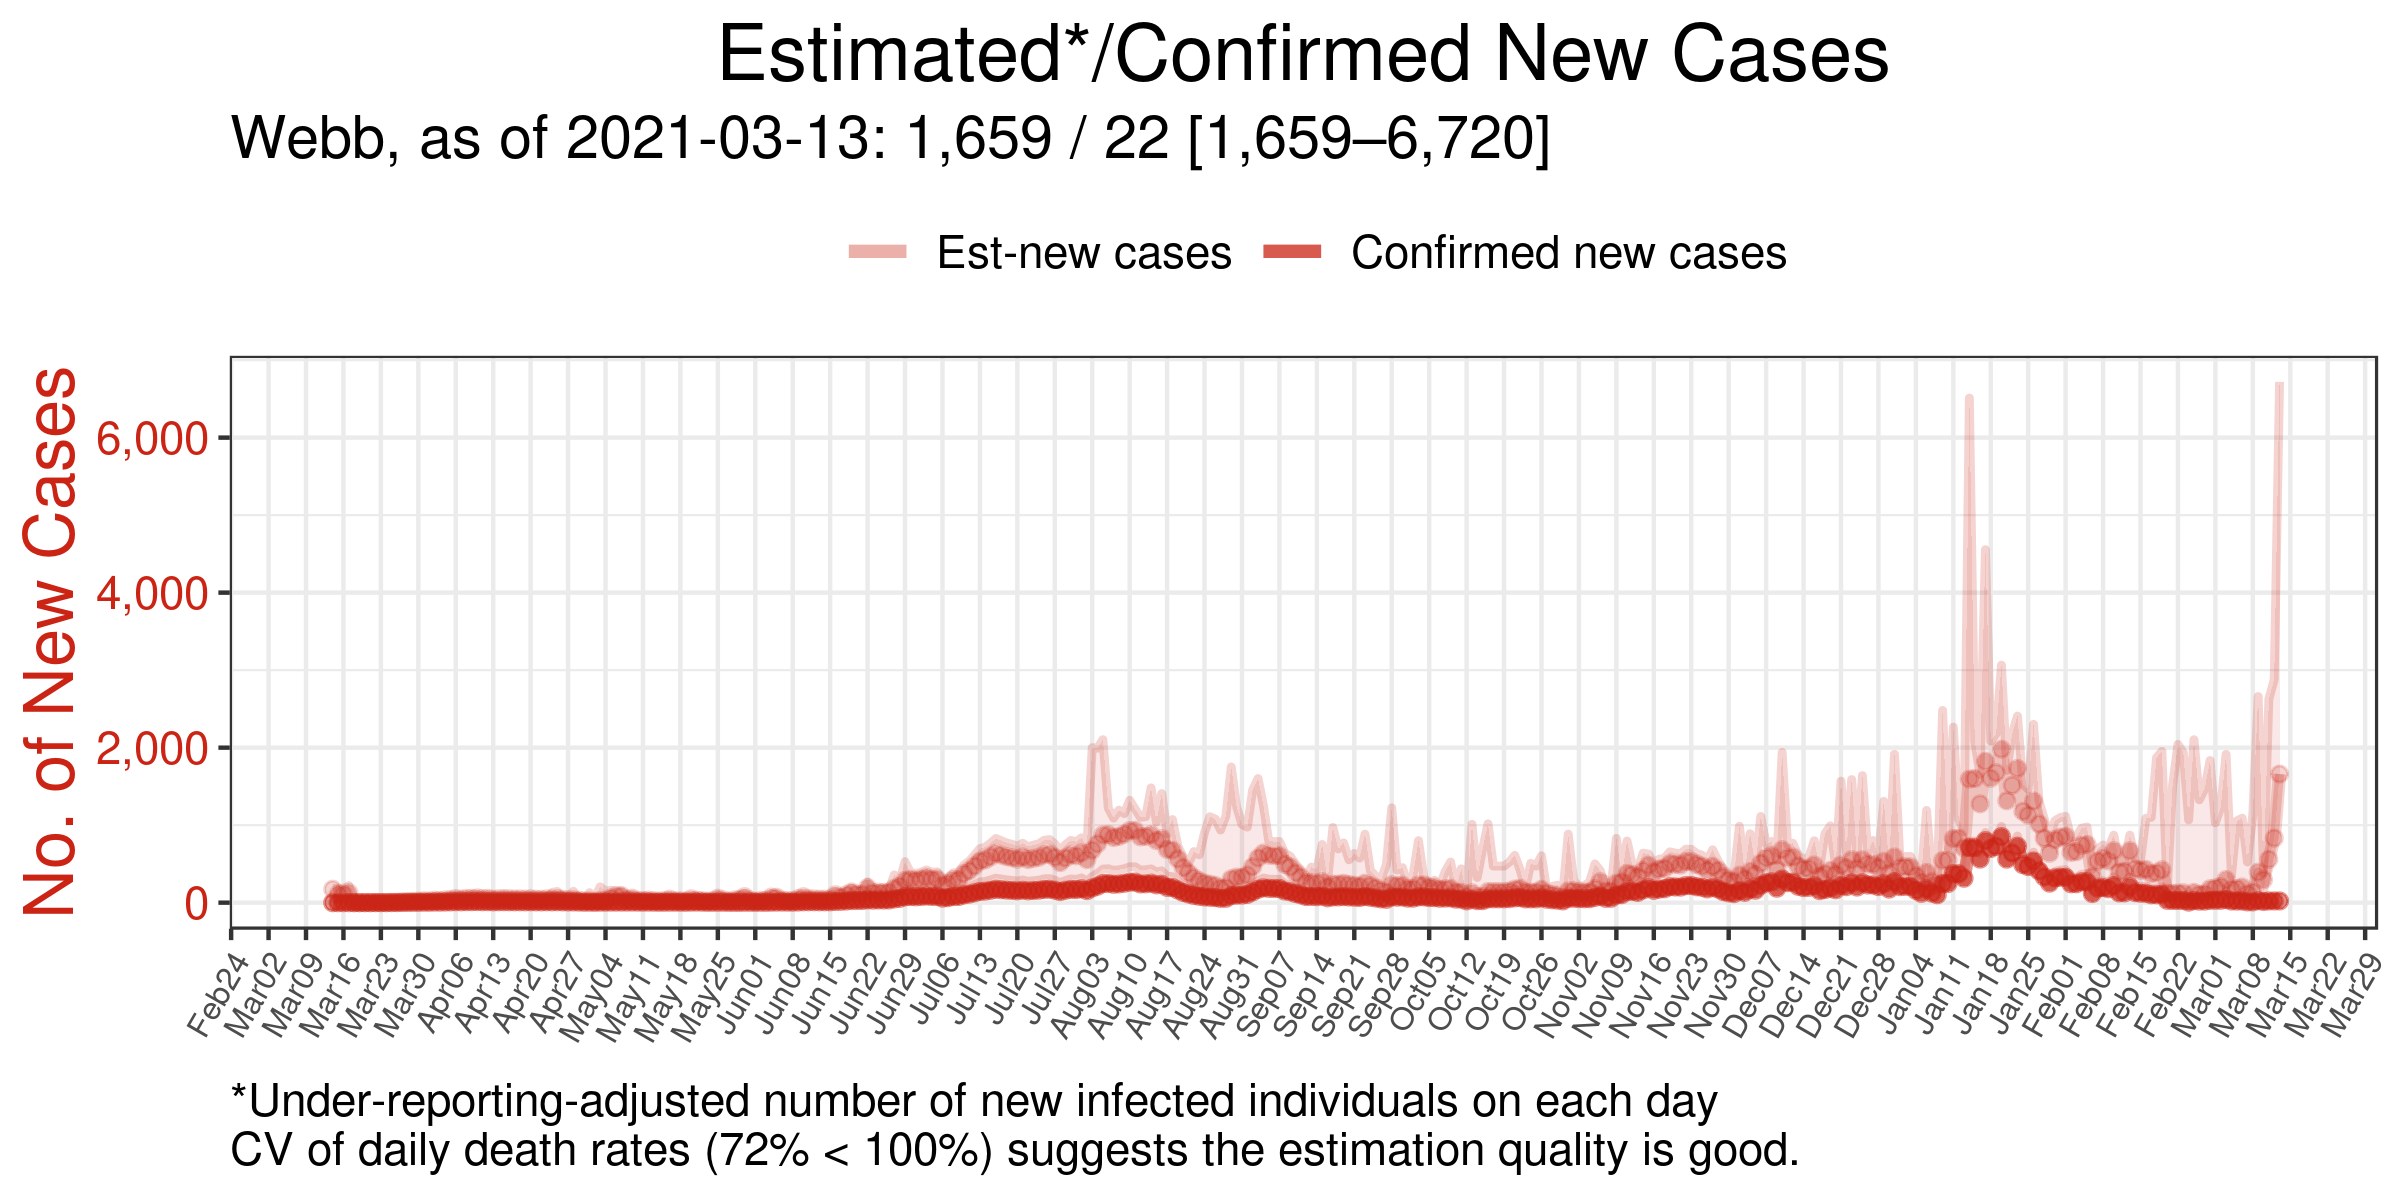 Estimated*/Confirmed New Cases
Webb, as of 2021-03-13: 1,659 / 22 [1,659–6,720]
Est-new cases Confirmed new cases
No. of New Cases
6,000
4,000
2,000
0
Feb24 Mar02 Mar09 Mar16 Mar23 Mar30 Apr06 Apr13 Apr20 Apr27 May04 May11 May18 May25 Jun01 Jun08 Jun15 Jun22 Jun29 Jul06 Jul13 Jul20 Jul27 Aug03 Aug10 Aug17 Aug24 Aug31 Sep07 Sep14 Sep21 Sep28 Oct05 Oct12 Oct19 Oct26 Nov02 Nov09 Nov16 Nov23 Nov30 Dec07 Dec14 Dec21 Dec28 Jan04 Jan11 Jan18 Jan25 Feb01 Feb08 Feb15 Feb22 Mar01 Mar08 Mar15 Mar22 Mar29
*Under-reporting-adjusted number of new infected individuals on each day
CV of daily death rates (72% < 100%) suggests the estimation quality is good.